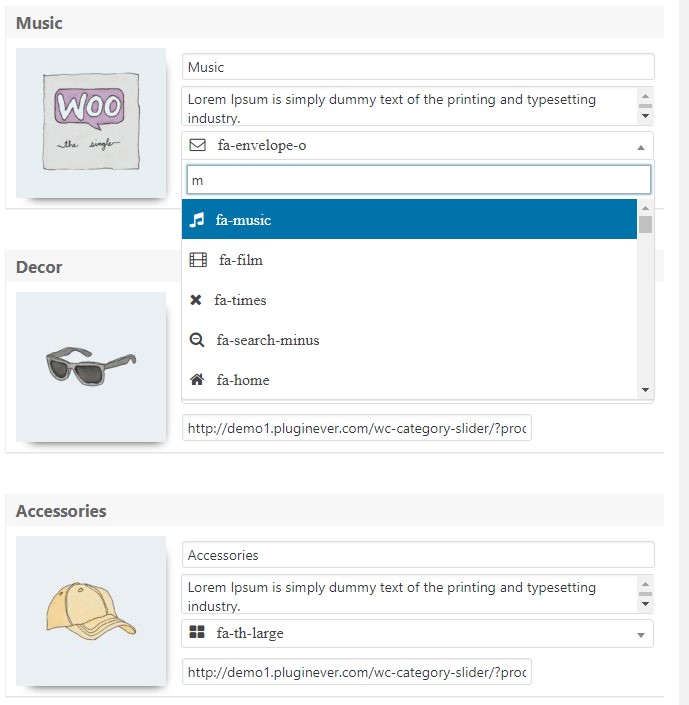 Music
WOO
the single
Music
Lorem Ipsum is simply dummy text of the printing and typesetting
industry.
fa-envelope-o
m
fa-music
fa-film
fa-times
fa-search-minus
fa-home
Decor
http://demo1.pluginever.com/wc-category-slider/?proc
Accessories
Accessories
Lorem Ipsum is simply dummy text of the printing and typesetting
industry.
fa-th-large
http://demo1.pluginever.com/wc-category-slider/?proc